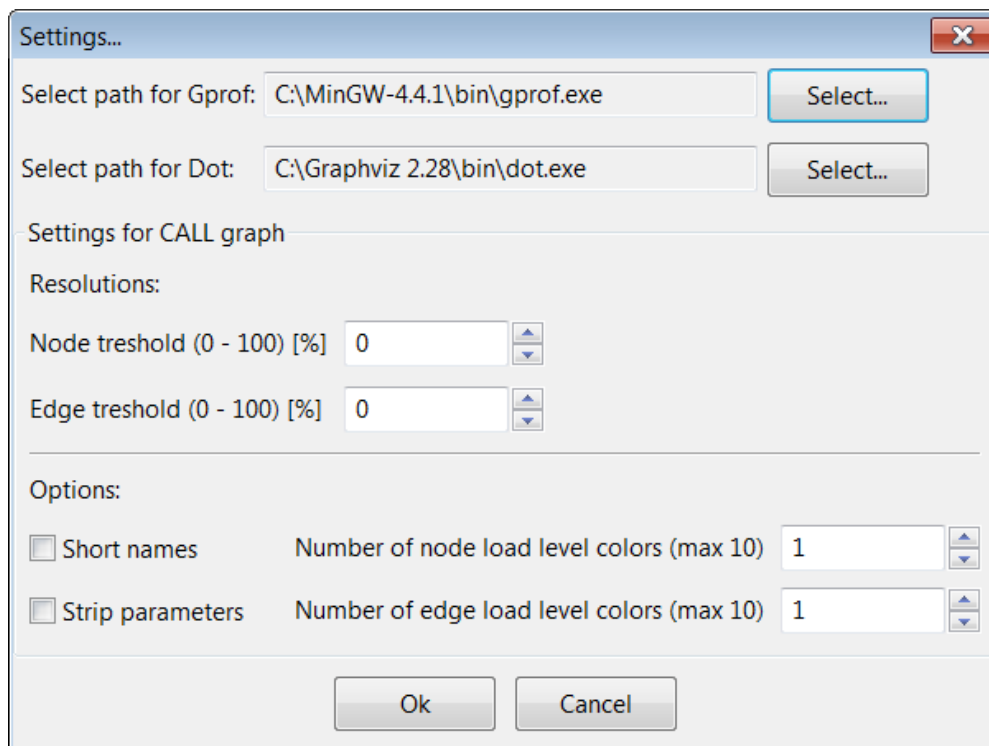 Settings...
Select path for Gprof: C:\MinGW-4.4.1\bin\gprof.exe Select...
Select path for Dot: C:\Graphviz 2.28\bin\dot.exe Select...
Settings for CALL graph
Resolutions:
Node treshold (0 - 100) [%] 0
Edge treshold (0 - 100) [%] 0
Options:
Short names Number of node load level colors (max 10) 1
Strip parameters Number of edge load level colors (max 10) 1
Ok Cancel